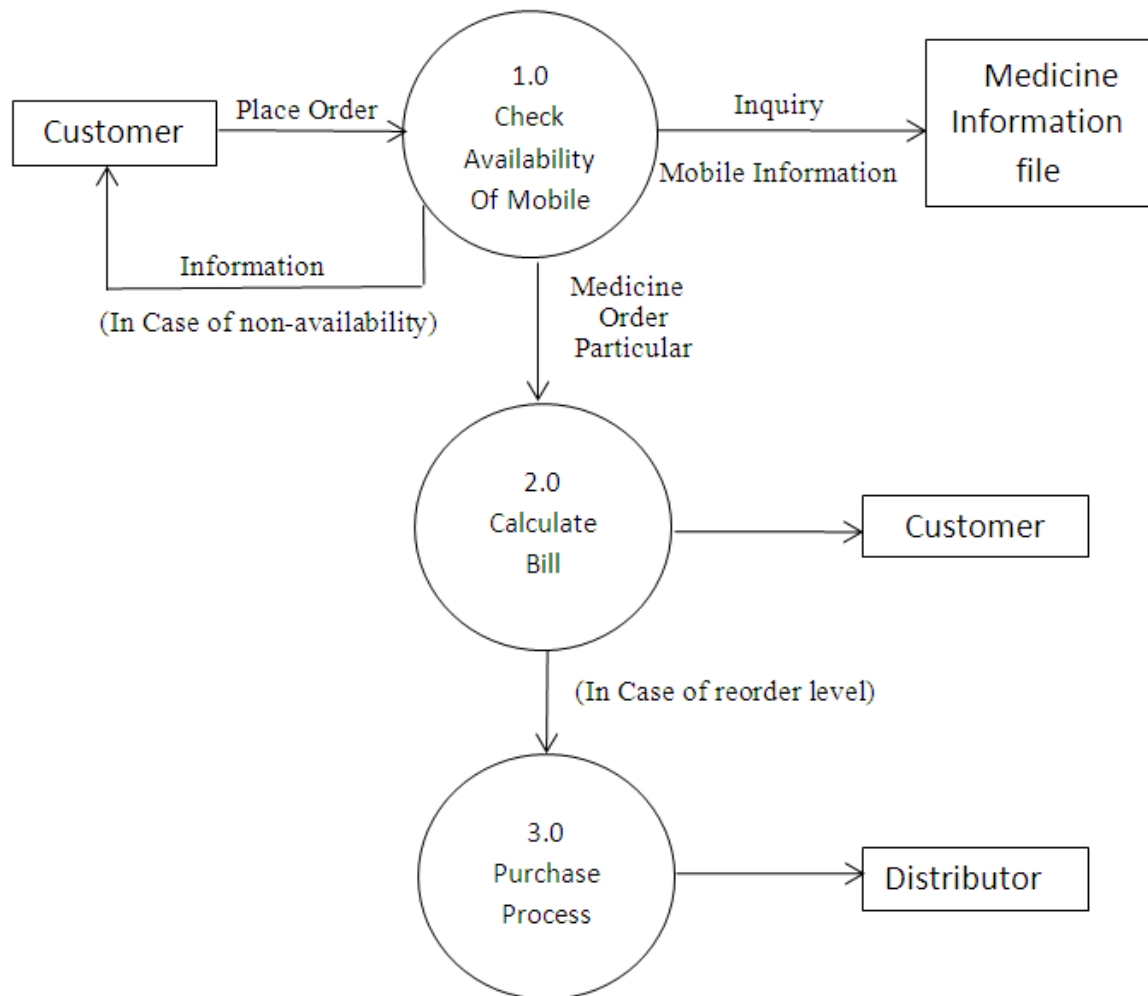 1.0
Check
Availability
Of Mobile
Customer
Place Order
Inquiry
Mobile Information
Medicine
Information
file
Information
(In Case of non-availability)
Medicine
Order
Particular
2.0
Calculate
Bill
Customer
(In Case of reorder level)
3.0
Purchase
Process
Distributor